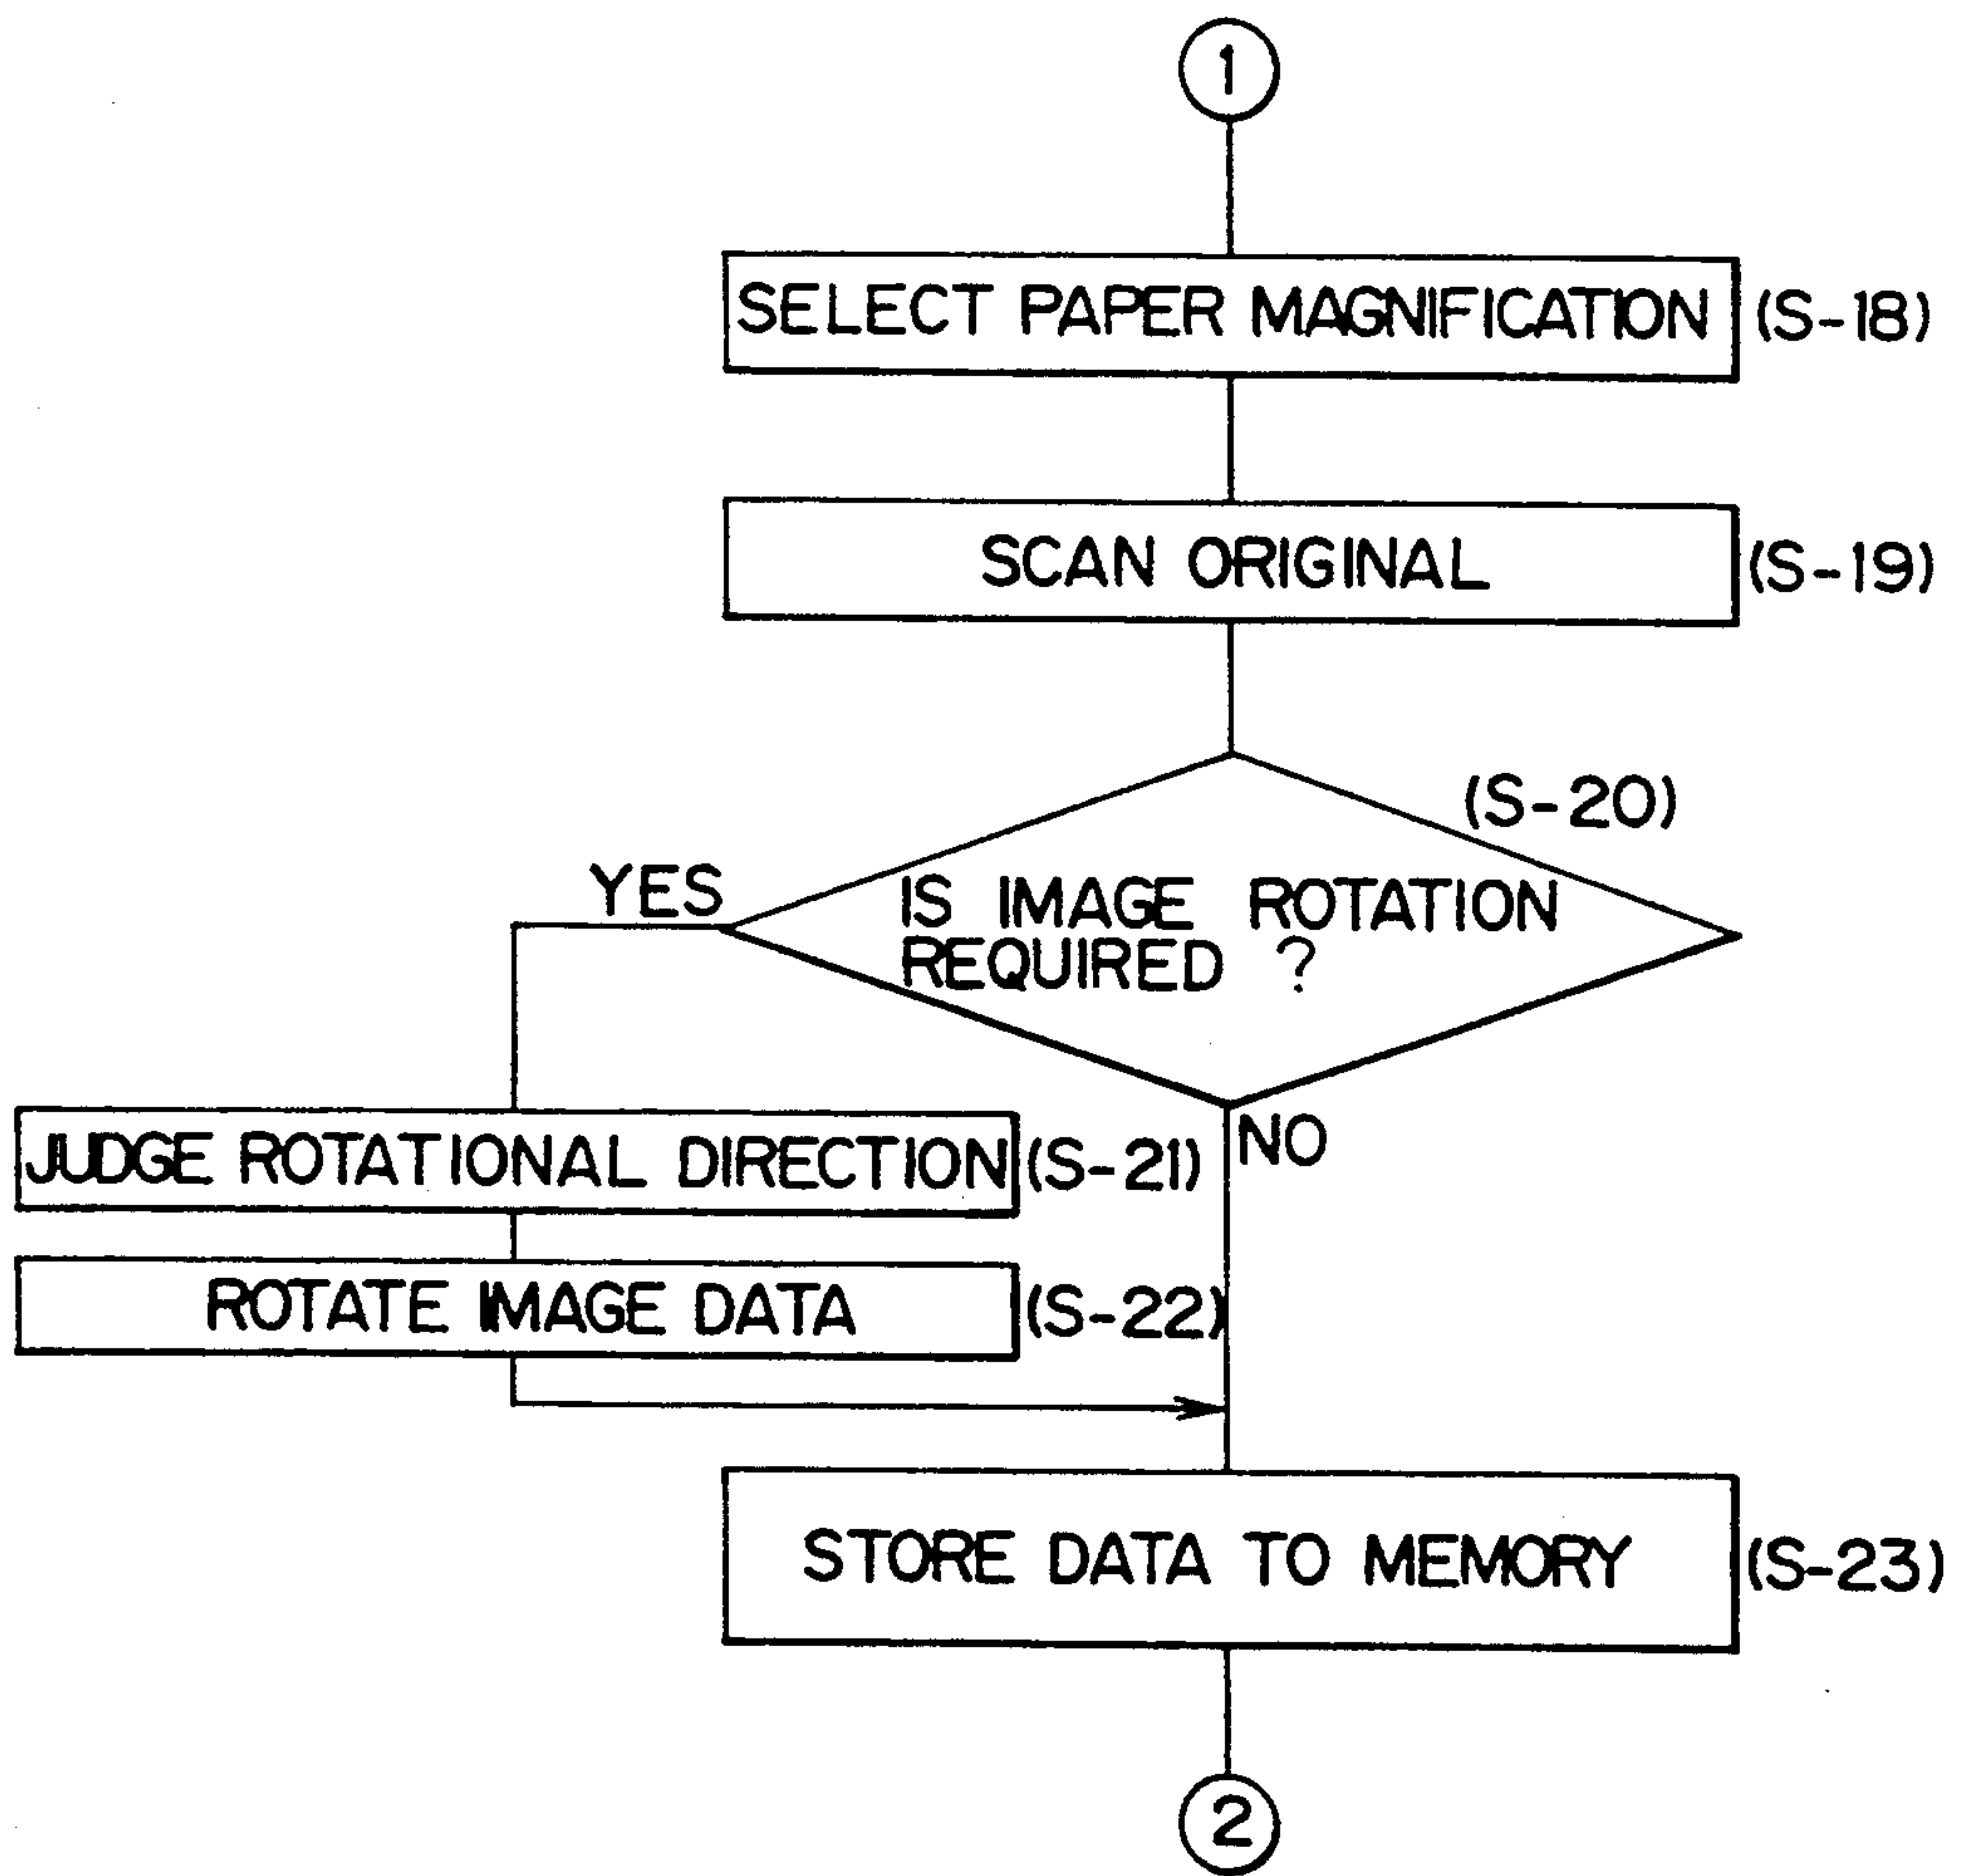 1
SELECT PAPER MAGNIFICATION (S-18)
SCAN ORIGINAL (S-19)
(S-20)
YES
IS IMAGE ROTATION
REQUIRED ?
NO
JUDGE ROTATIONAL DIRECTION (S-21)
ROTATE IMAGE DATA (S-22)
STORE DATA TO MEMORY (S-23)
2